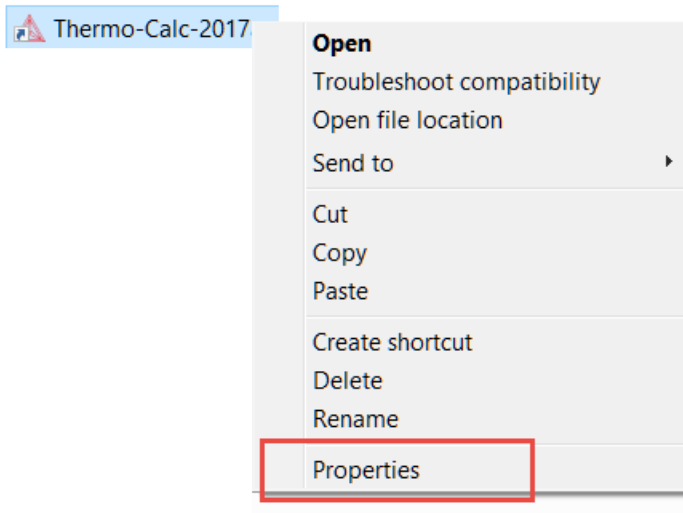 Thermo-Calc-2017
Open
Troubleshoot compatibility
Open file location
Send to
Cut
Copy
Paste
Create shortcut
Delete
Rename
Properties